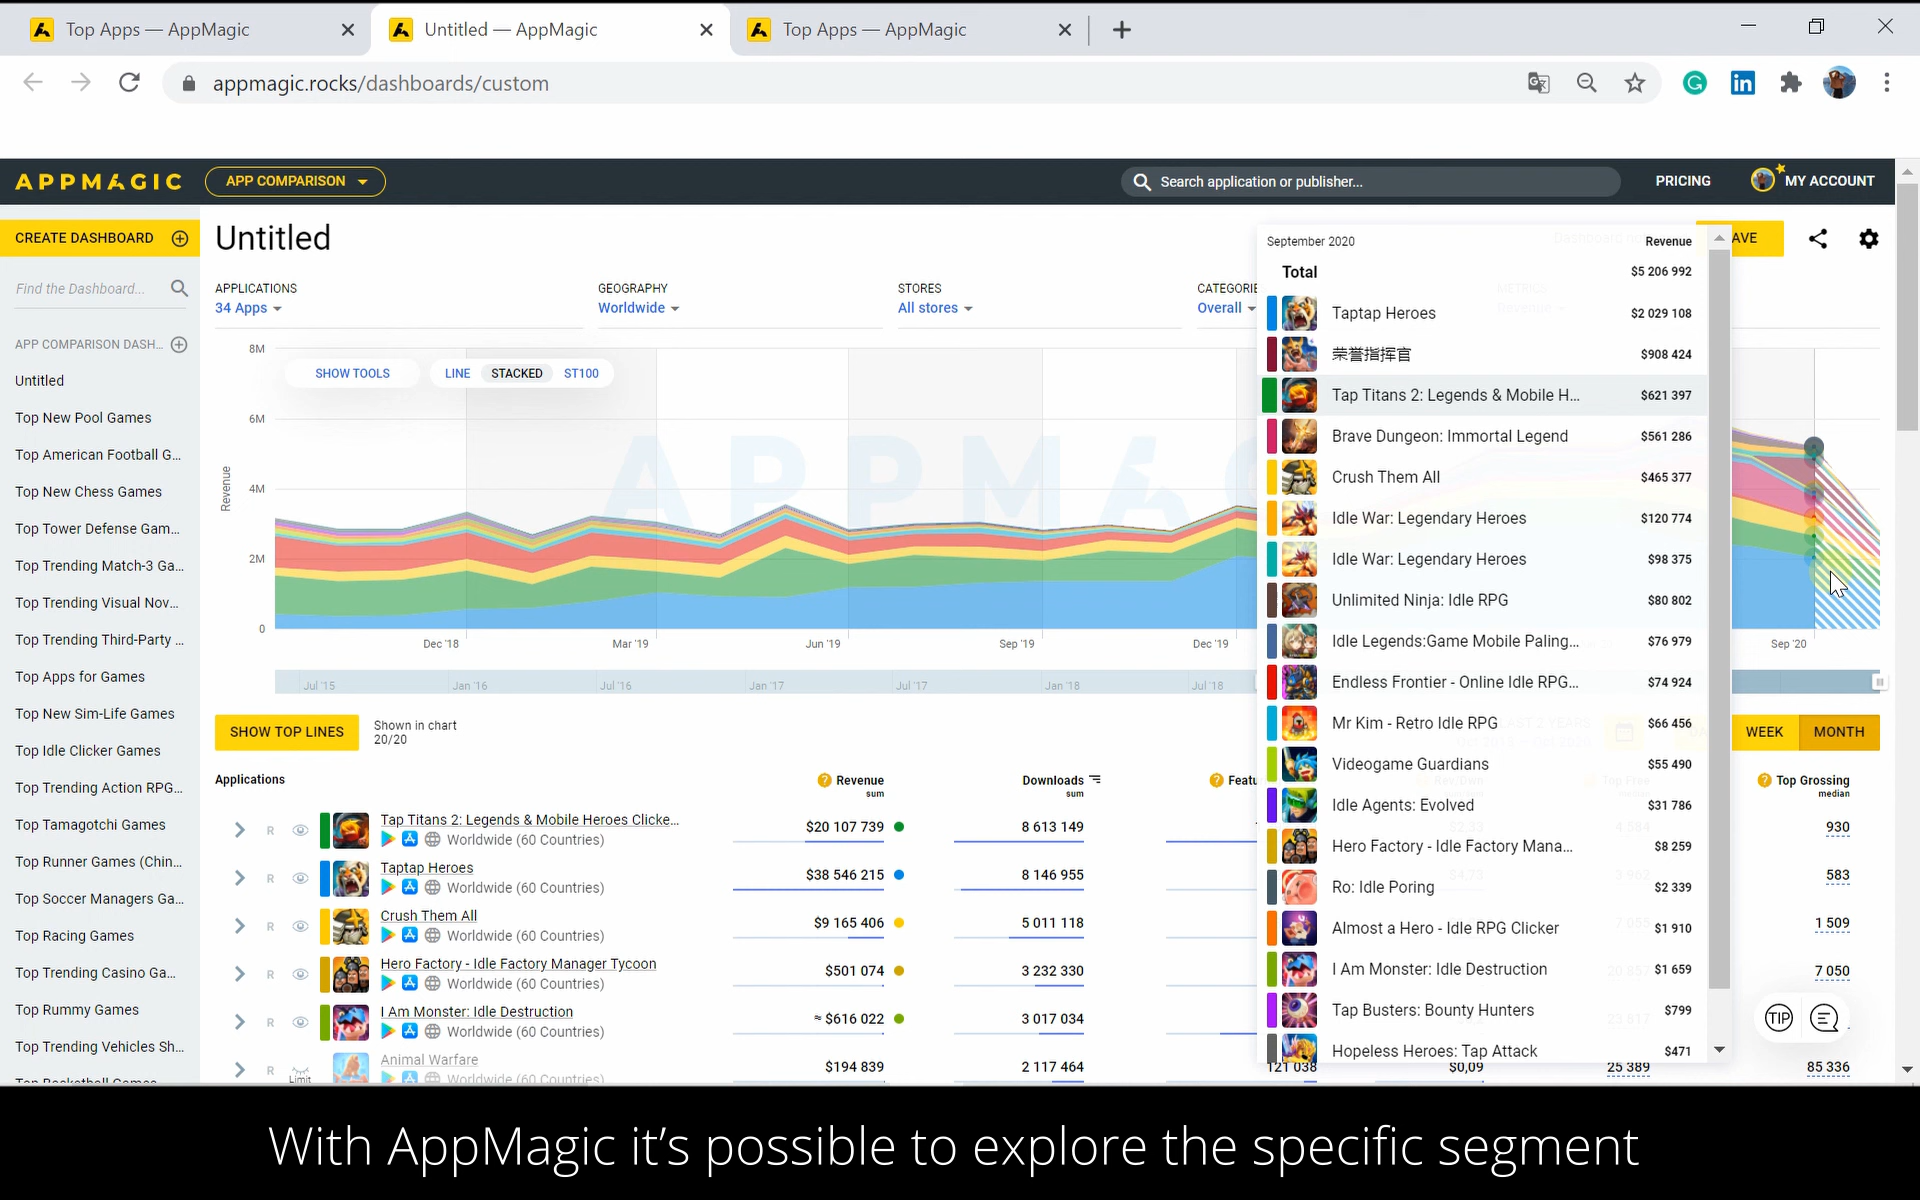 Top Apps — AppMagic
Untitled — AppMagic
Top Apps — AppMagic
appmagic.rocks/dashboards/custom
APPMAGIC
APP COMPARISON
Search application or publisher...
PRICING
MY ACCOUNT
CREATE DASHBOARD
Find the Dashboard...
APP COMPARISON DASH...
Untitled
Top New Pool Games
Top American Football G...
Top New Chess Games
Top Tower Defense Gam...
Top Trending Match-3 Ga...
Top Trending Visual Nov...
Top Trending Third-Party ...
Top Apps for Games
Top New Sim-Life Games
Top Idle Clicker Games
Top Trending Action RPG...
Top Tamagotchi Games
Top Runner Games (Chin...
Top Soccer Managers Ga...
Top Racing Games
Top Trending Casino Ga...
Top Rummy Games
Top Trending Vehicles Sh...
Untitled
AVE
APPLICATIONS
34 Apps
GEOGRAPHY
Worldwide
STORES
All stores
CATEGORIE
Overall
SHOW TOOLS
LINE STACKED ST100
Revenue
8M
6M
4M
2M
0
APPMAG
Dec '18 Mar '19 Jun '19 Sep '19 Dec '19 Sep '20
Jul '15 Jan '16 Jul '16 Jan '17 Jul '17 Jan '18 Jul '18
September 2020 Revenue
Total $5 206 992
Taptap Heroes $2 029 108
荣誉指挥官 $908 424
Tap Titans 2: Legends & Mobile H... $621 397
Brave Dungeon: Immortal Legend $561 286
Crush Them All $465 377
Idle War: Legendary Heroes $120 774
Idle War: Legendary Heroes $98 375
Unlimited Ninja: Idle RPG $80 802
Idle Legends:Game Mobile Paling... $76 979
Endless Frontier - Online Idle RPG... $74 924
Mr Kim - Retro Idle RPG $66 456
Videogame Guardians $55 490
Idle Agents: Evolved $31 786
Hero Factory - Idle Factory Mana... $8 259
Ro: Idle Poring $2 339
Almost a Hero - Idle RPG Clicker $1 910
I Am Monster: Idle Destruction $1 659
Tap Busters: Bounty Hunters $799
Hopeless Heroes: Tap Attack $471
SHOW TOP LINES
Shown in chart
20/20
WEEK MONTH
Applications
Revenue
sum
Downloads
sum
Featu
Top Grossing
median
R Tap Titans 2: Legends & Mobile Heroes Clicke... $20 107 739 8 613 149 930
Worldwide (60 Countries)
R Taptap Heroes $38 546 215 8 146 955 583
Worldwide (60 Countries)
R Crush Them All $9 165 406 5 011 118 1 509
Worldwide (60 Countries)
R Hero Factory - Idle Factory Manager Tycoon $501 074 3 232 330 7 050
Worldwide (60 Countries)
R I Am Monster: Idle Destruction ≈ $616 022 3 017 034
Worldwide (60 Countries)
R Limit Animal Warfare $194 839 2 117 464 121 038 $0,09 25 389 85 336
Worldwide (60 Countries)
TIP
With AppMagic it's possible to explore the specific segment